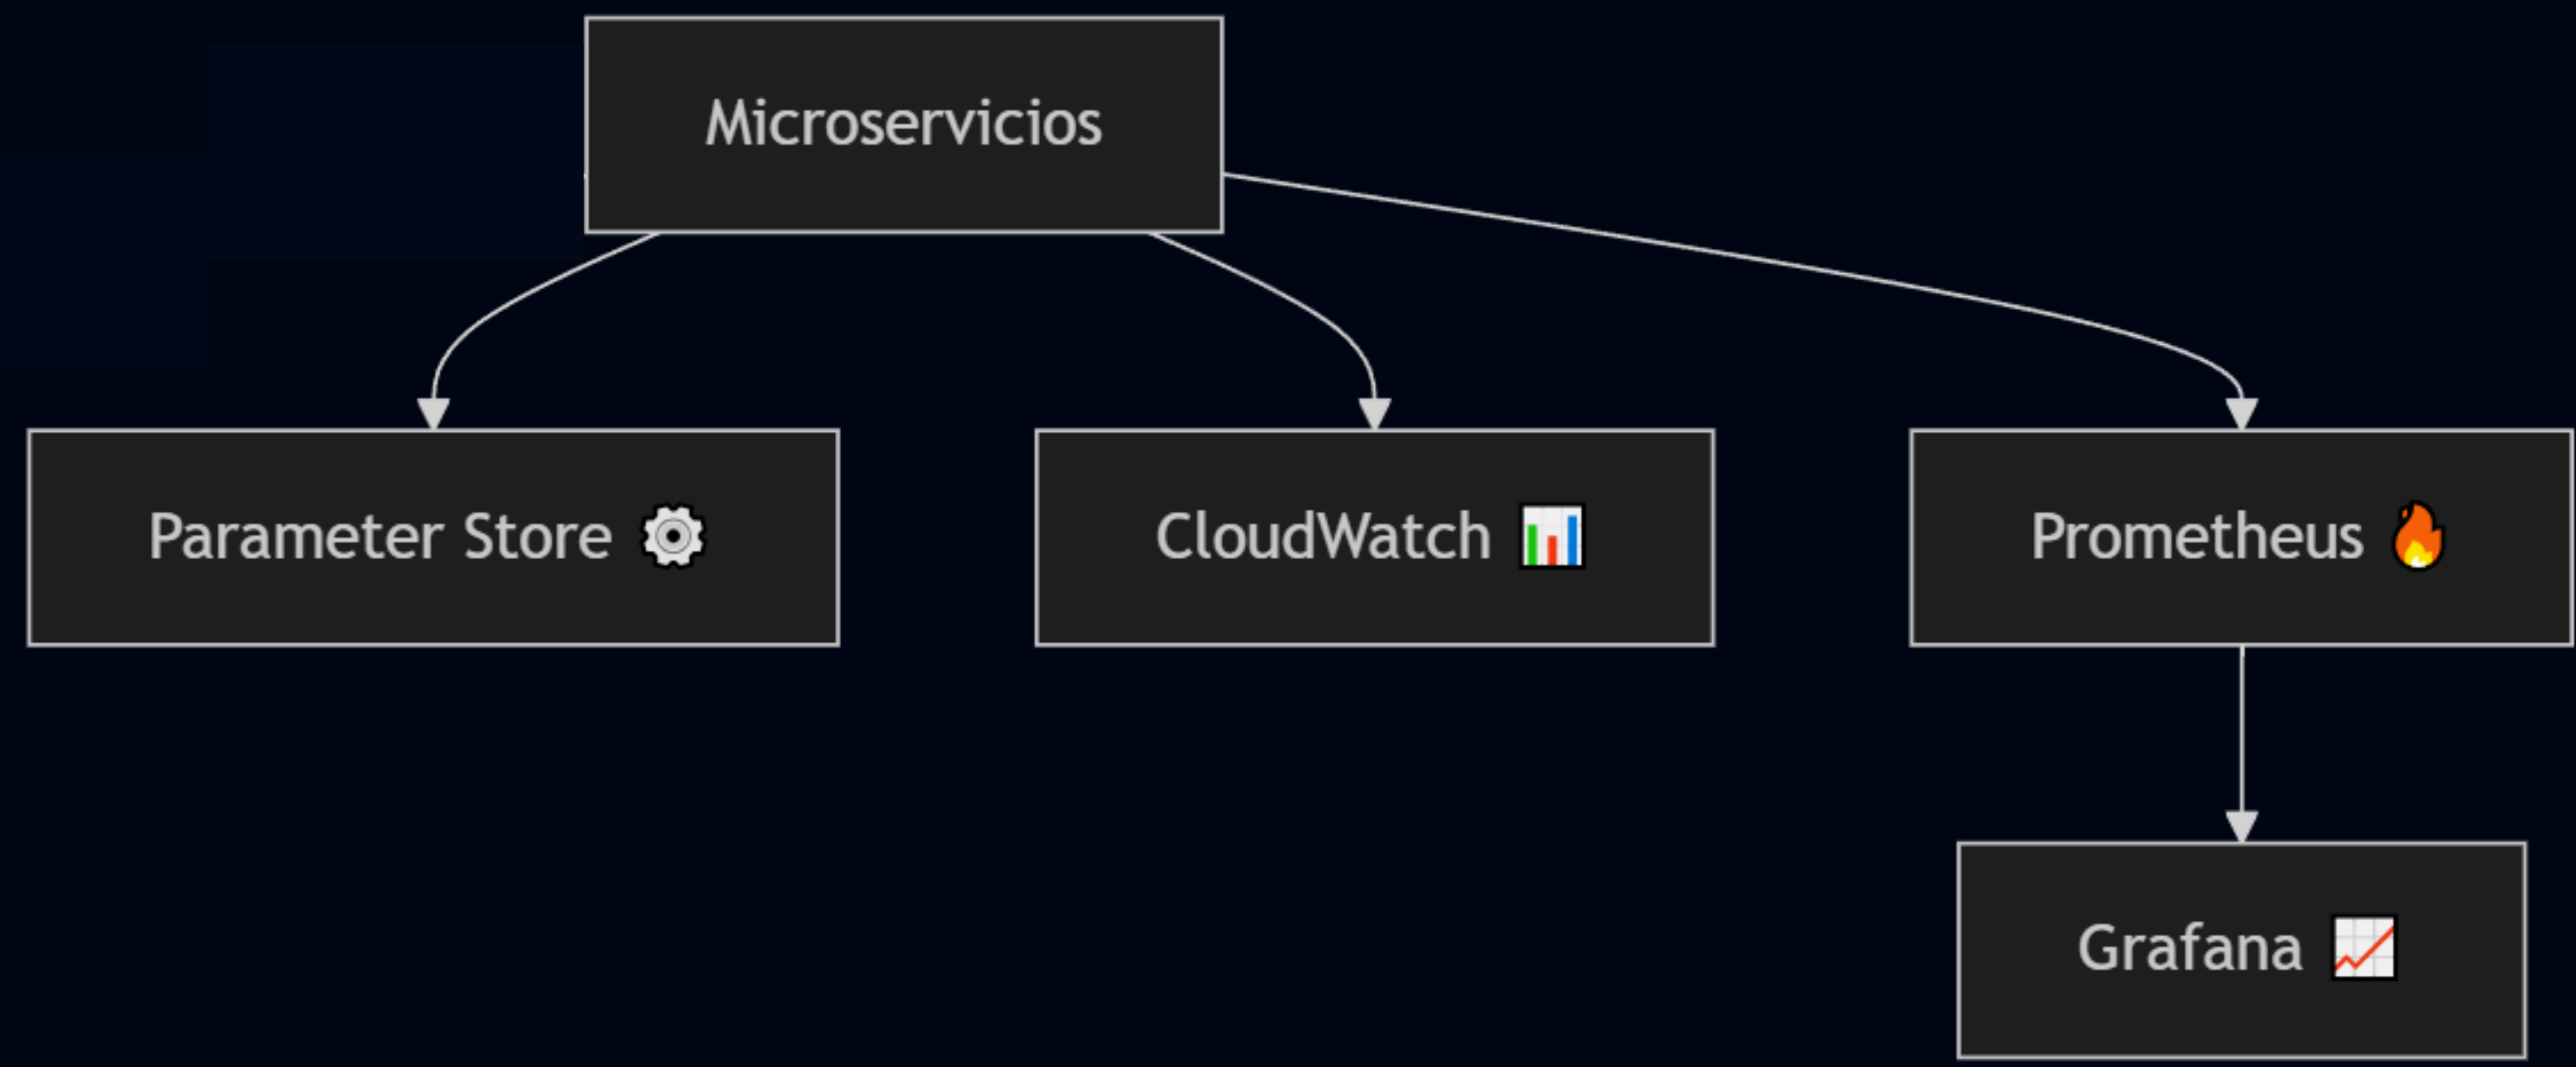 Microservicios
Parameter Store ⚙️
CloudWatch 📊
Prometheus 🔥
Grafana 📈